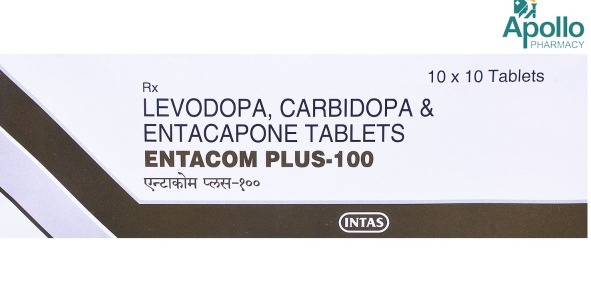 Apollo
PHARMACY
10 x 10 Tablets
Rx
LEVODOPA, CARBIDOPA &
ENTACAPONE TABLETS
ENTACOM PLUS-100
एन्टाकोम प्लस-१००
INTAS